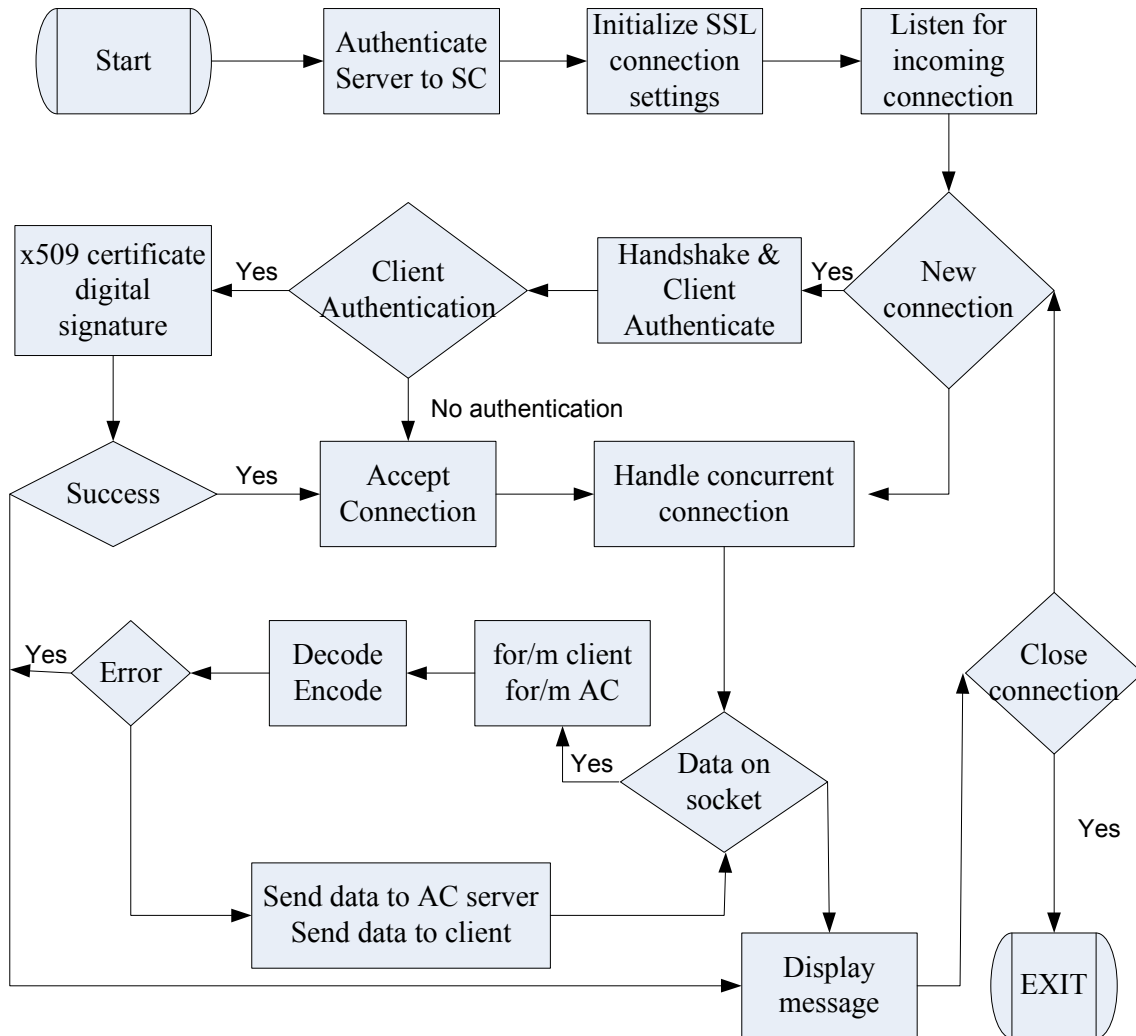 Start
Authenticate
Server to SC
Initialize SSL
connection
settings
Listen for
incoming
connection
x509 certificate
digital
signature
Yes
Client
Authentication
Handshake &
Client
Authenticate
Yes
New
connection
No authentication
Success
Yes
Accept
Connection
Handle concurrent
connection
Yes
Error
Decode
Encode
for/m client
for/m AC
Close
connection
Yes
Data on
socket
Yes
Send data to AC server
Send data to client
Display
message
EXIT